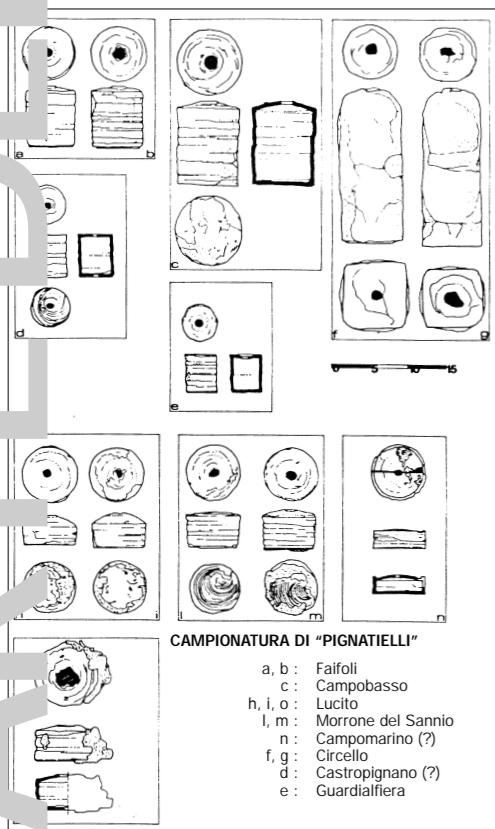 a b
c
d
e
f g
0 5 10 15
i
l m
n
CAMPIONATURA DI “PIGNATIELLI”
a, b : Faifoli
c : Campobasso
h, i, o : Lucito
l, m : Morrone del Sannio
n : Campomarino (?)
f, g : Circello
d : Castropignano (?)
e : Guardialfiera